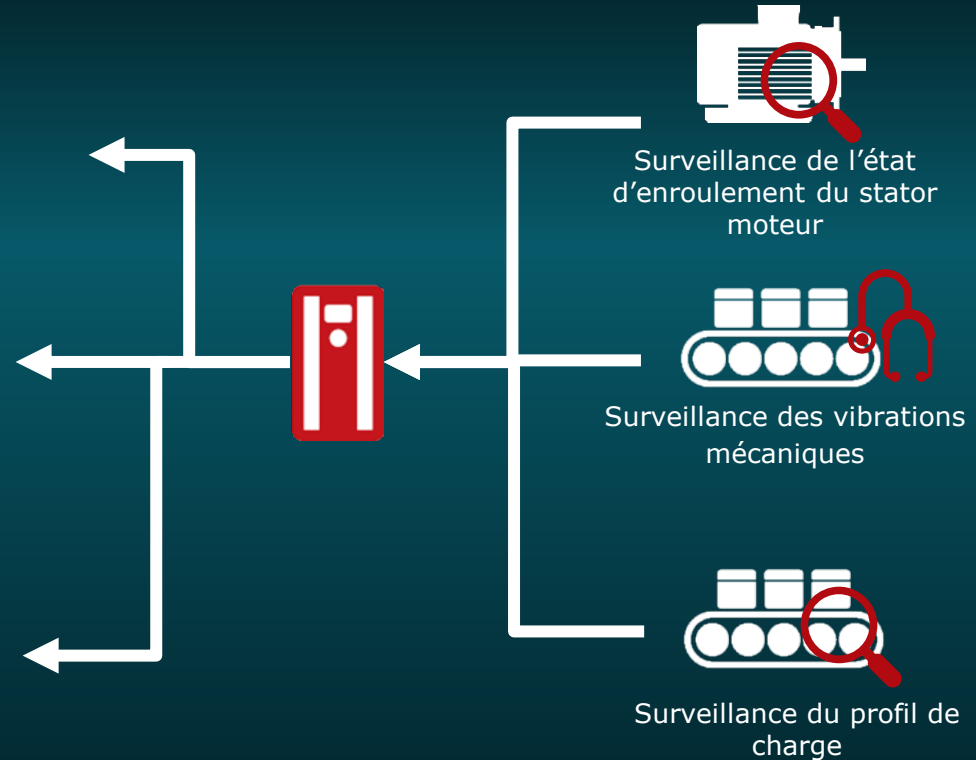 Surveillance de l’état
d’enroulement du stator
moteur
Surveillance des vibrations
mécaniques
Surveillance du profil de
charge